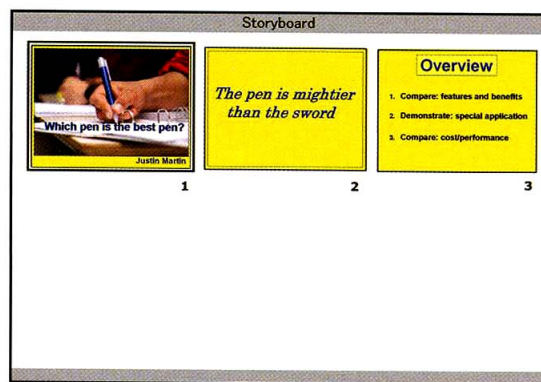 Storyboard
Which pen is the best pen?
Justin Martin
1
The pen is mightier
than the sword
2
Overview
1. Compare: features and benefits
2. Demonstrate: special application
3. Compare: cost/performance
3